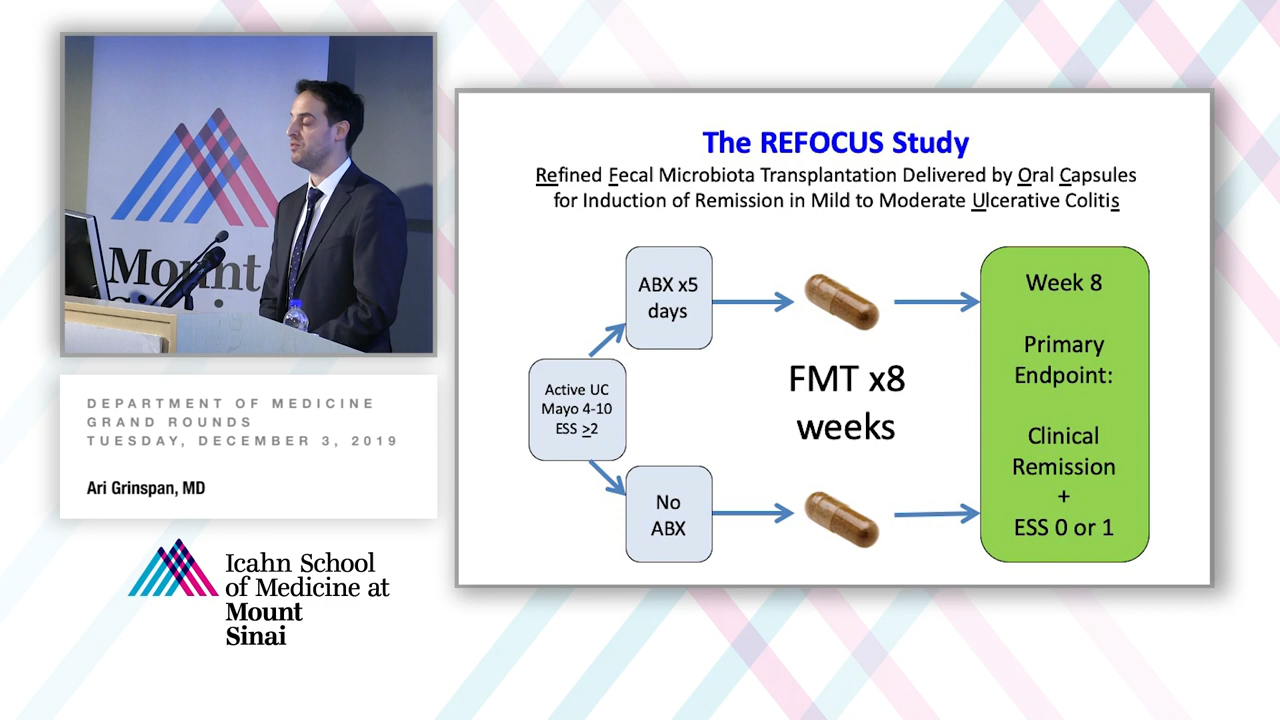 Mount
Sinai
DEPARTMENT OF MEDICINE
GRAND ROUNDS
TUESDAY, DECEMBER 3, 2019
Ari Grinspan, MD
Icahn School
of Medicine at
Mount
Sinai
The REFOCUS Study
Refined Fecal Microbiota Transplantation Delivered by Oral Capsules
for Induction of Remission in Mild to Moderate Ulcerative Colitis
ABX x5
days
Active UC
Mayo 4-10
ESS ≥2
No
ABX
FMT x8
weeks
Week 8
Primary
Endpoint:
Clinical
Remission
+
ESS 0 or 1